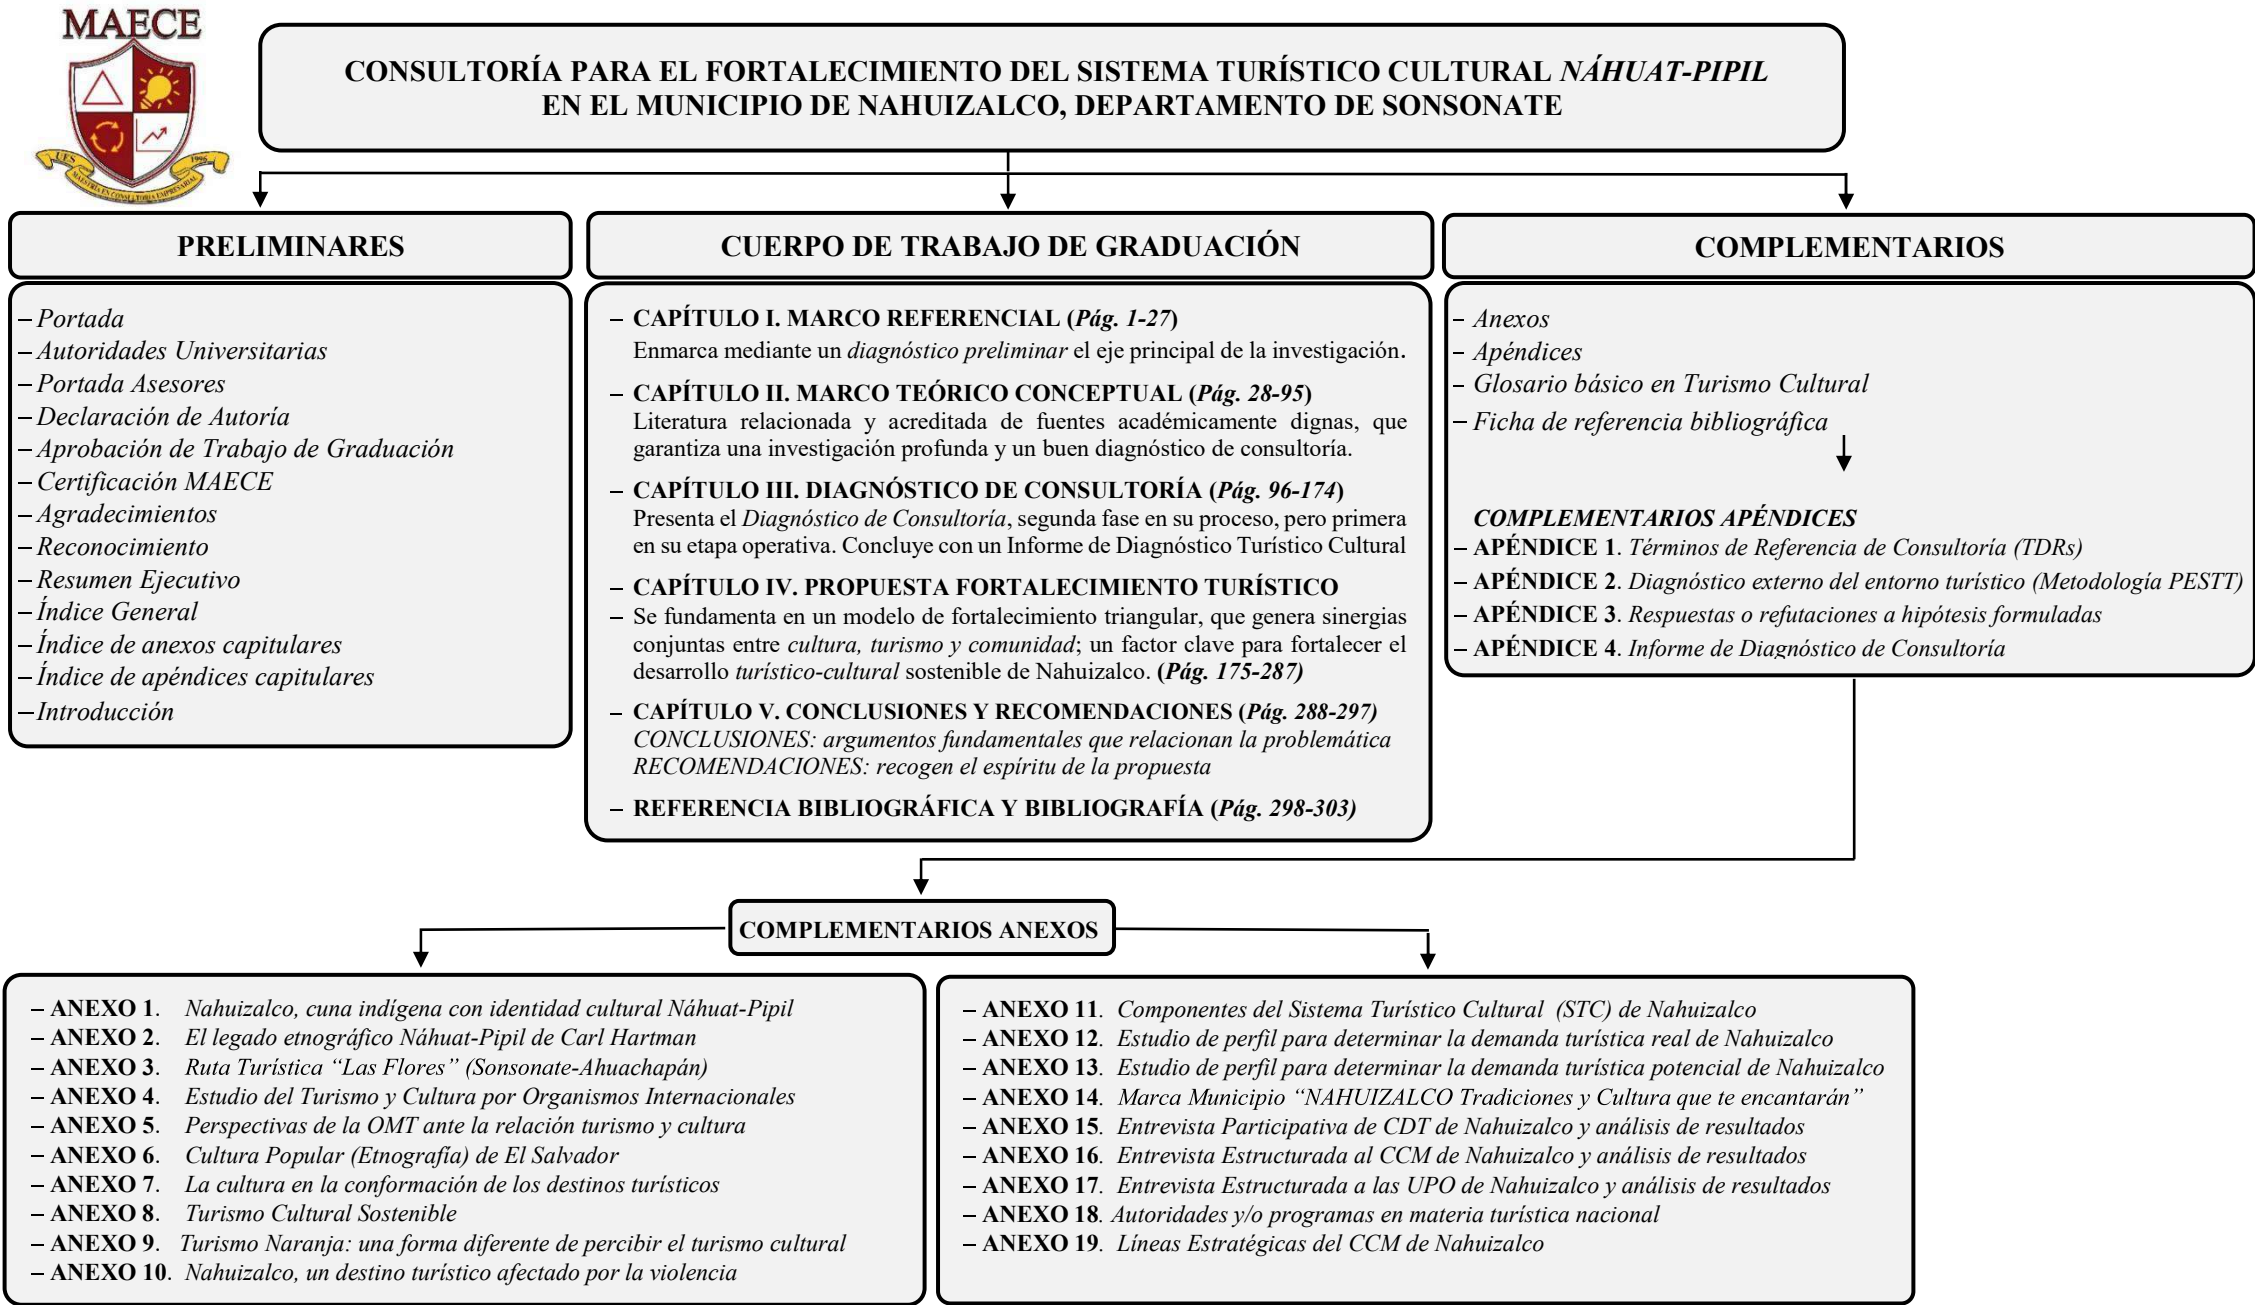 MAECE
UES
1996
MAESTRÍA EN CONSULTORÍA EMPRESARIAL
CONSULTORÍA PARA EL FORTALECIMIENTO DEL SISTEMA TURÍSTICO CULTURAL NÁHUAT-PIPIL
EN EL MUNICIPIO DE NAHUIZALCO, DEPARTAMENTO DE SONSONATE
PRELIMINARES
– Portada
– Autoridades Universitarias
– Portada Asesores
– Declaración de Autoría
– Aprobación de Trabajo de Graduación
– Certificación MAECE
– Agradecimientos
– Reconocimiento
– Resumen Ejecutivo
– Índice General
– Índice de anexos capitulares
– Índice de apéndices capitulares
– Introducción
CUERPO DE TRABAJO DE GRADUACIÓN
– CAPÍTULO I. MARCO REFERENCIAL (Pág. 1-27)
Enmarca mediante un diagnóstico preliminar el eje principal de la investigación.
– CAPÍTULO II. MARCO TEÓRICO CONCEPTUAL (Pág. 28-95)
Literatura relacionada y acreditada de fuentes académicamente dignas, que
garantiza una investigación profunda y un buen diagnóstico de consultoría.
– CAPÍTULO III. DIAGNÓSTICO DE CONSULTORÍA (Pág. 96-174)
Presenta el Diagnóstico de Consultoría, segunda fase en su proceso, pero primera
en su etapa operativa. Concluye con un Informe de Diagnóstico Turístico Cultural
– CAPÍTULO IV. PROPUESTA FORTALECIMIENTO TURÍSTICO
– Se fundamenta en un modelo de fortalecimiento triangular, que genera sinergias
conjuntas entre cultura, turismo y comunidad; un factor clave para fortalecer el
desarrollo turístico-cultural sostenible de Nahuizalco. (Pág. 175-287)
– CAPÍTULO V. CONCLUSIONES Y RECOMENDACIONES (Pág. 288-297)
CONCLUSIONES: argumentos fundamentales que relacionan la problemática
RECOMENDACIONES: recogen el espíritu de la propuesta
– REFERENCIA BIBLIOGRÁFICA Y BIBLIOGRAFÍA (Pág. 298-303)
COMPLEMENTARIOS
– Anexos
– Apéndices
– Glosario básico en Turismo Cultural
– Ficha de referencia bibliográfica
COMPLEMENTARIOS APÉNDICES
– APÉNDICE 1. Términos de Referencia de Consultoría (TDRs)
– APÉNDICE 2. Diagnóstico externo del entorno turístico (Metodología PESTT)
– APÉNDICE 3. Respuestas o refutaciones a hipótesis formuladas
– APÉNDICE 4. Informe de Diagnóstico de Consultoría
COMPLEMENTARIOS ANEXOS
– ANEXO 1. Nahuizalco, cuna indígena con identidad cultural Náhuat-Pipil
– ANEXO 2. El legado etnográfico Náhuat-Pipil de Carl Hartman
– ANEXO 3. Ruta Turística “Las Flores” (Sonsonate-Ahuachapán)
– ANEXO 4. Estudio del Turismo y Cultura por Organismos Internacionales
– ANEXO 5. Perspectivas de la OMT ante la relación turismo y cultura
– ANEXO 6. Cultura Popular (Etnografía) de El Salvador
– ANEXO 7. La cultura en la conformación de los destinos turísticos
– ANEXO 8. Turismo Cultural Sostenible
– ANEXO 9. Turismo Naranja: una forma diferente de percibir el turismo cultural
– ANEXO 10. Nahuizalco, un destino turístico afectado por la violencia
– ANEXO 11. Componentes del Sistema Turístico Cultural (STC) de Nahuizalco
– ANEXO 12. Estudio de perfil para determinar la demanda turística real de Nahuizalco
– ANEXO 13. Estudio de perfil para determinar la demanda turística potencial de Nahuizalco
– ANEXO 14. Marca Municipio “NAHUIZALCO Tradiciones y Cultura que te encantarán”
– ANEXO 15. Entrevista Participativa de CDT de Nahuizalco y análisis de resultados
– ANEXO 16. Entrevista Estructurada al CCM de Nahuizalco y análisis de resultados
– ANEXO 17. Entrevista Estructurada a las UPO de Nahuizalco y análisis de resultados
– ANEXO 18. Autoridades y/o programas en materia turística nacional
– ANEXO 19. Líneas Estratégicas del CCM de Nahuizalco